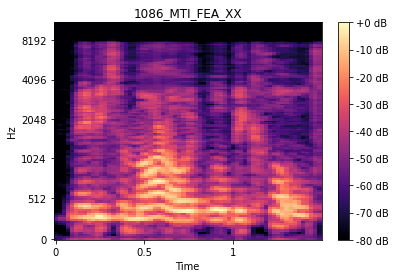 1086_MTI_FEA_XX
8192
4096
2048
1024
512
0
Hz
0
0.5
1
Time
+0 dB
-10 dB
-20 dB
-30 dB
-40 dB
-50 dB
-60 dB
-70 dB
-80 dB